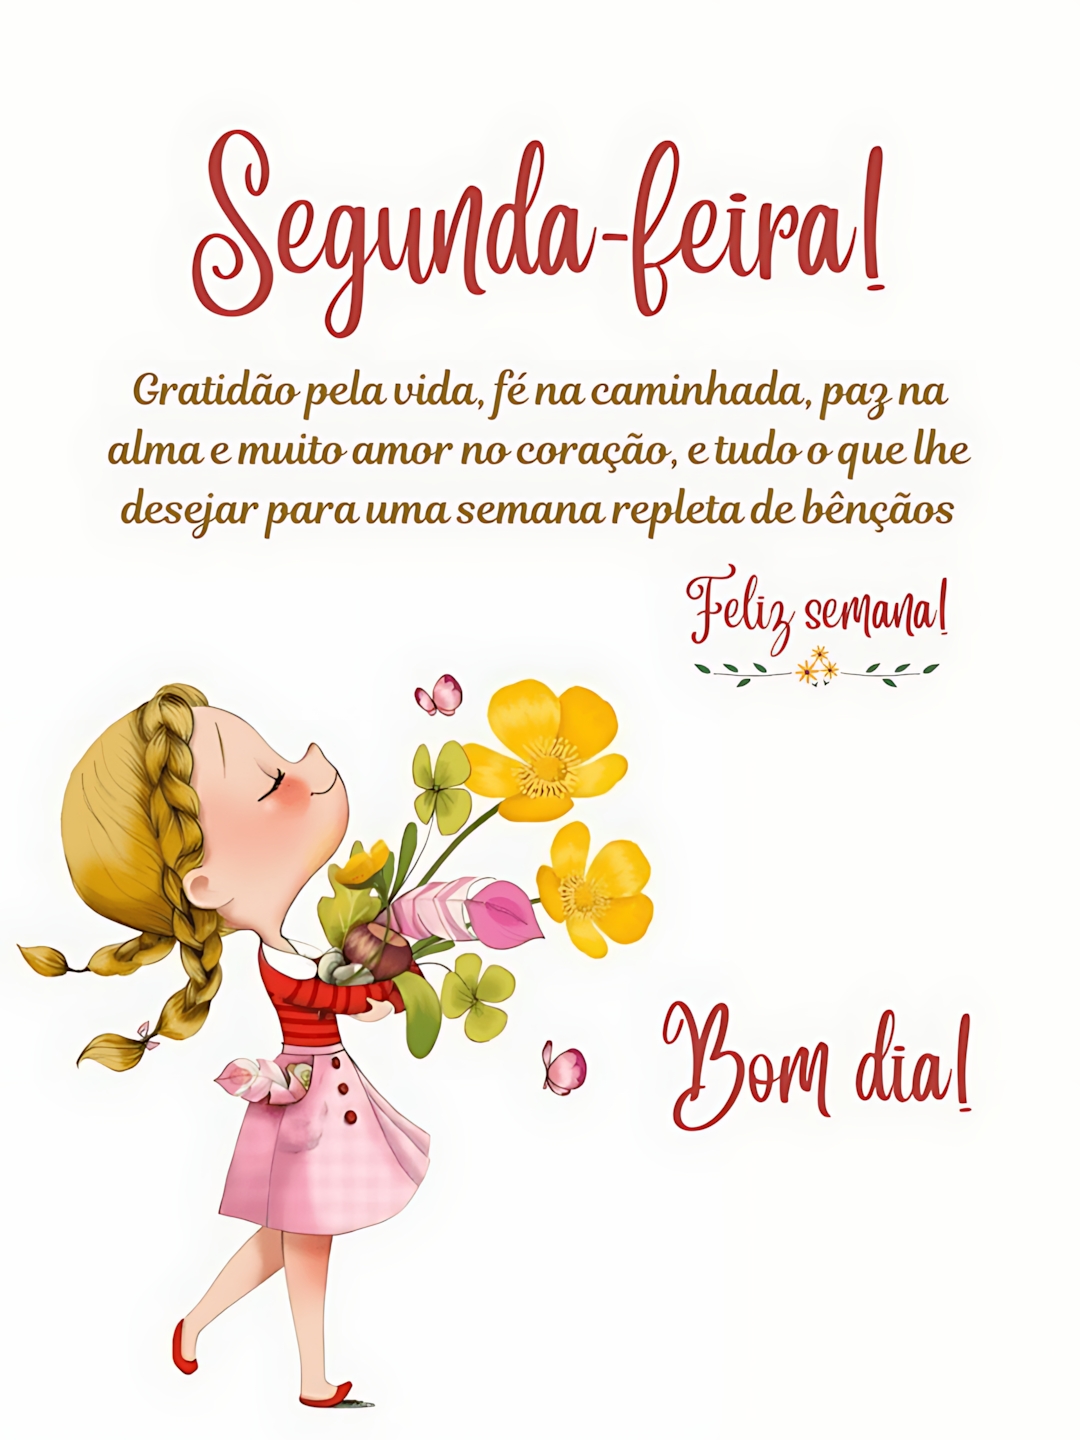 Segunda-feira!
Gratidão pela vida, fé na caminhada, paz na
alma e muito amor no coração, e tudo o que lhe
desejar para uma semana repleta de bênçãos
Feliz semana!
Bom dia!